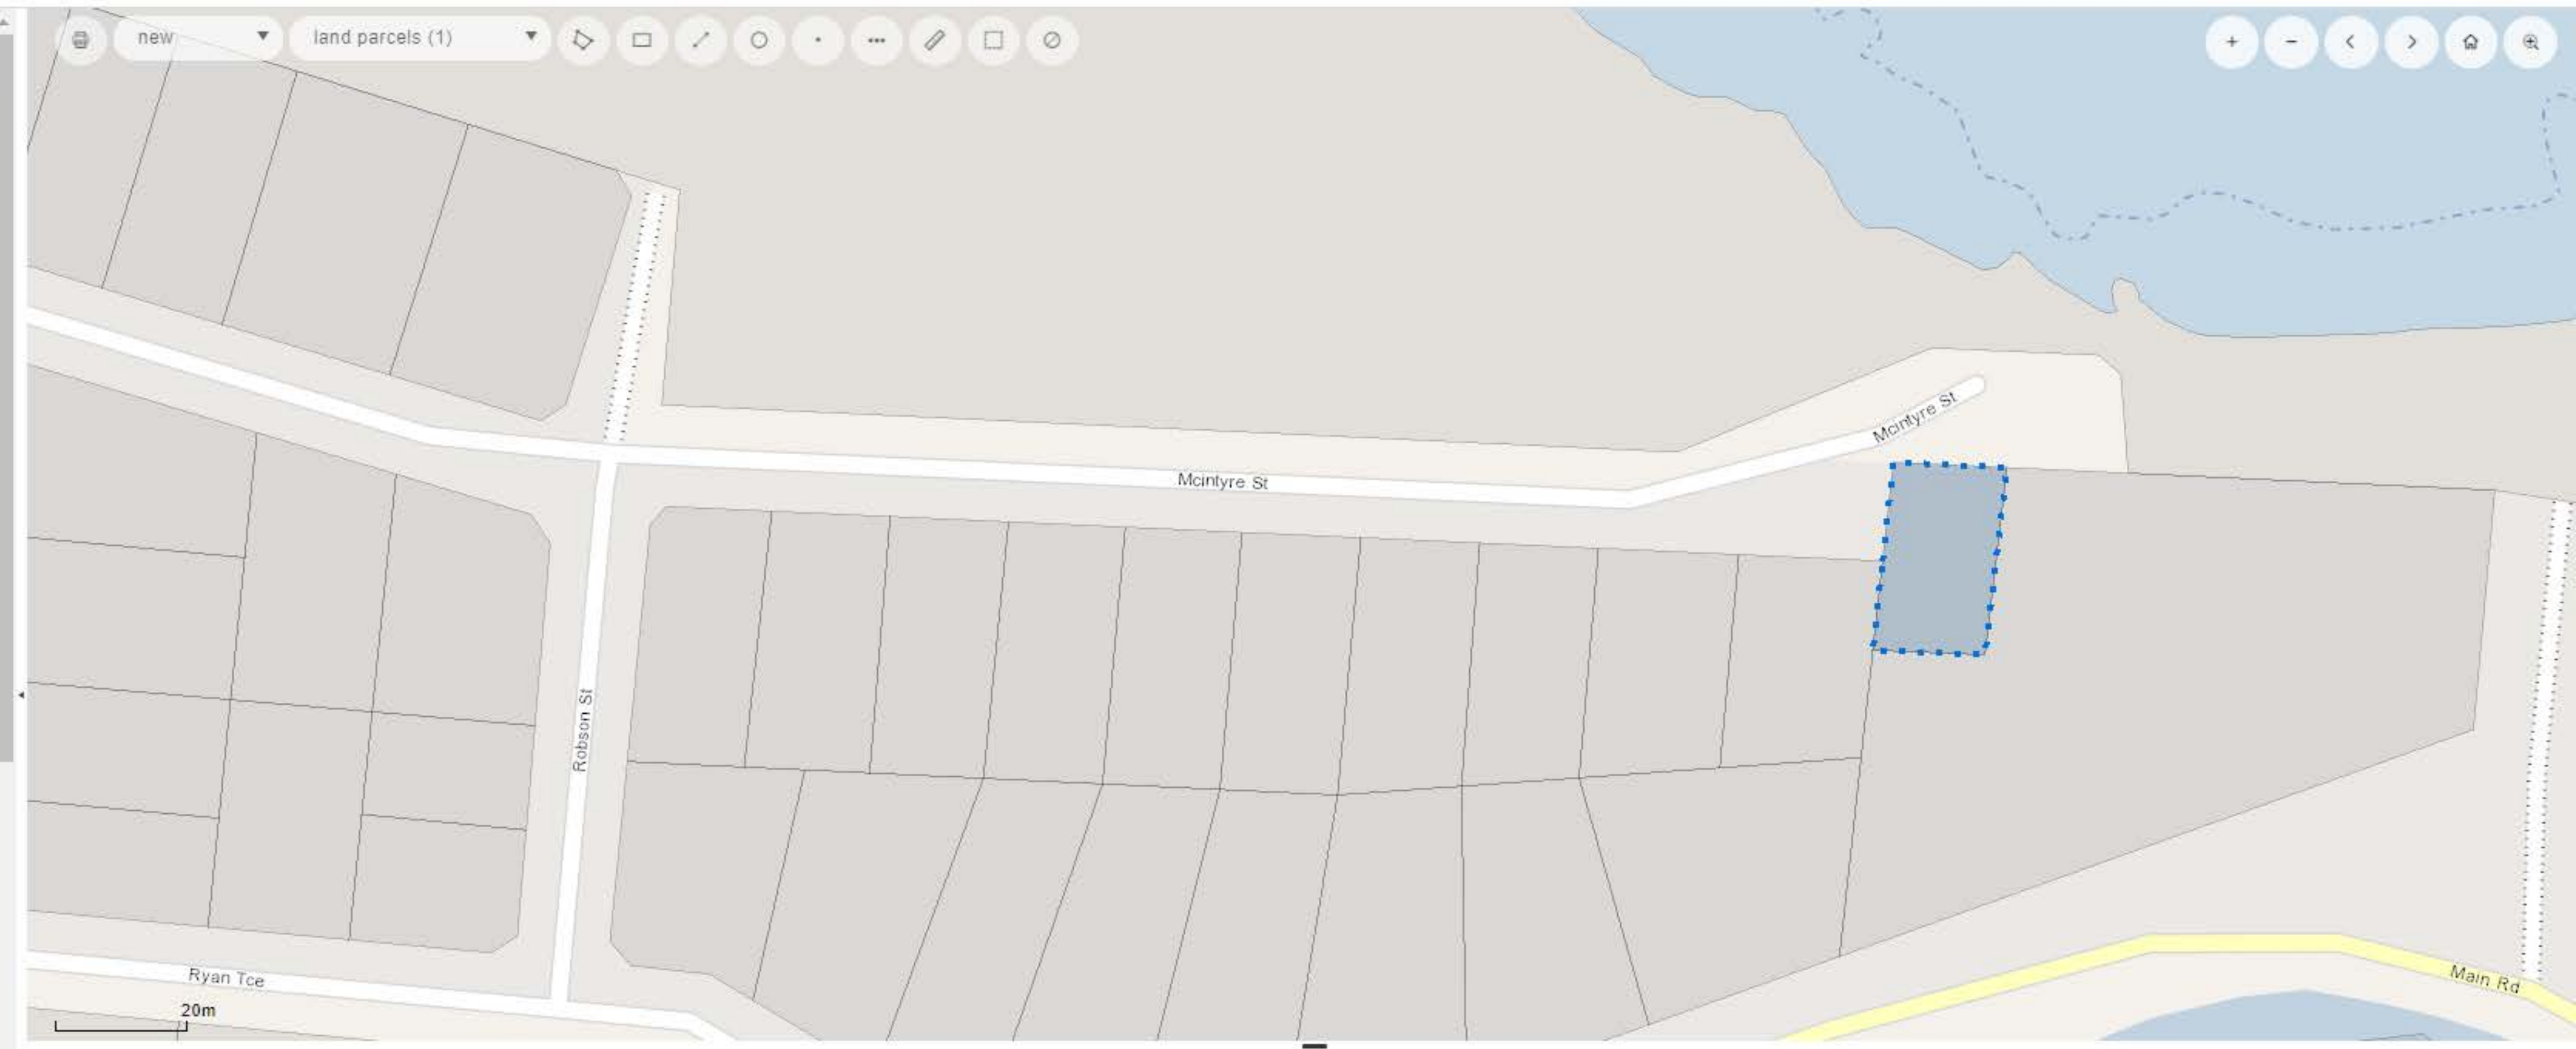 new
land parcels (1)
Mcintyre St
Mcintyre St
Robson St
Ryan Tce
20m
Main Rd